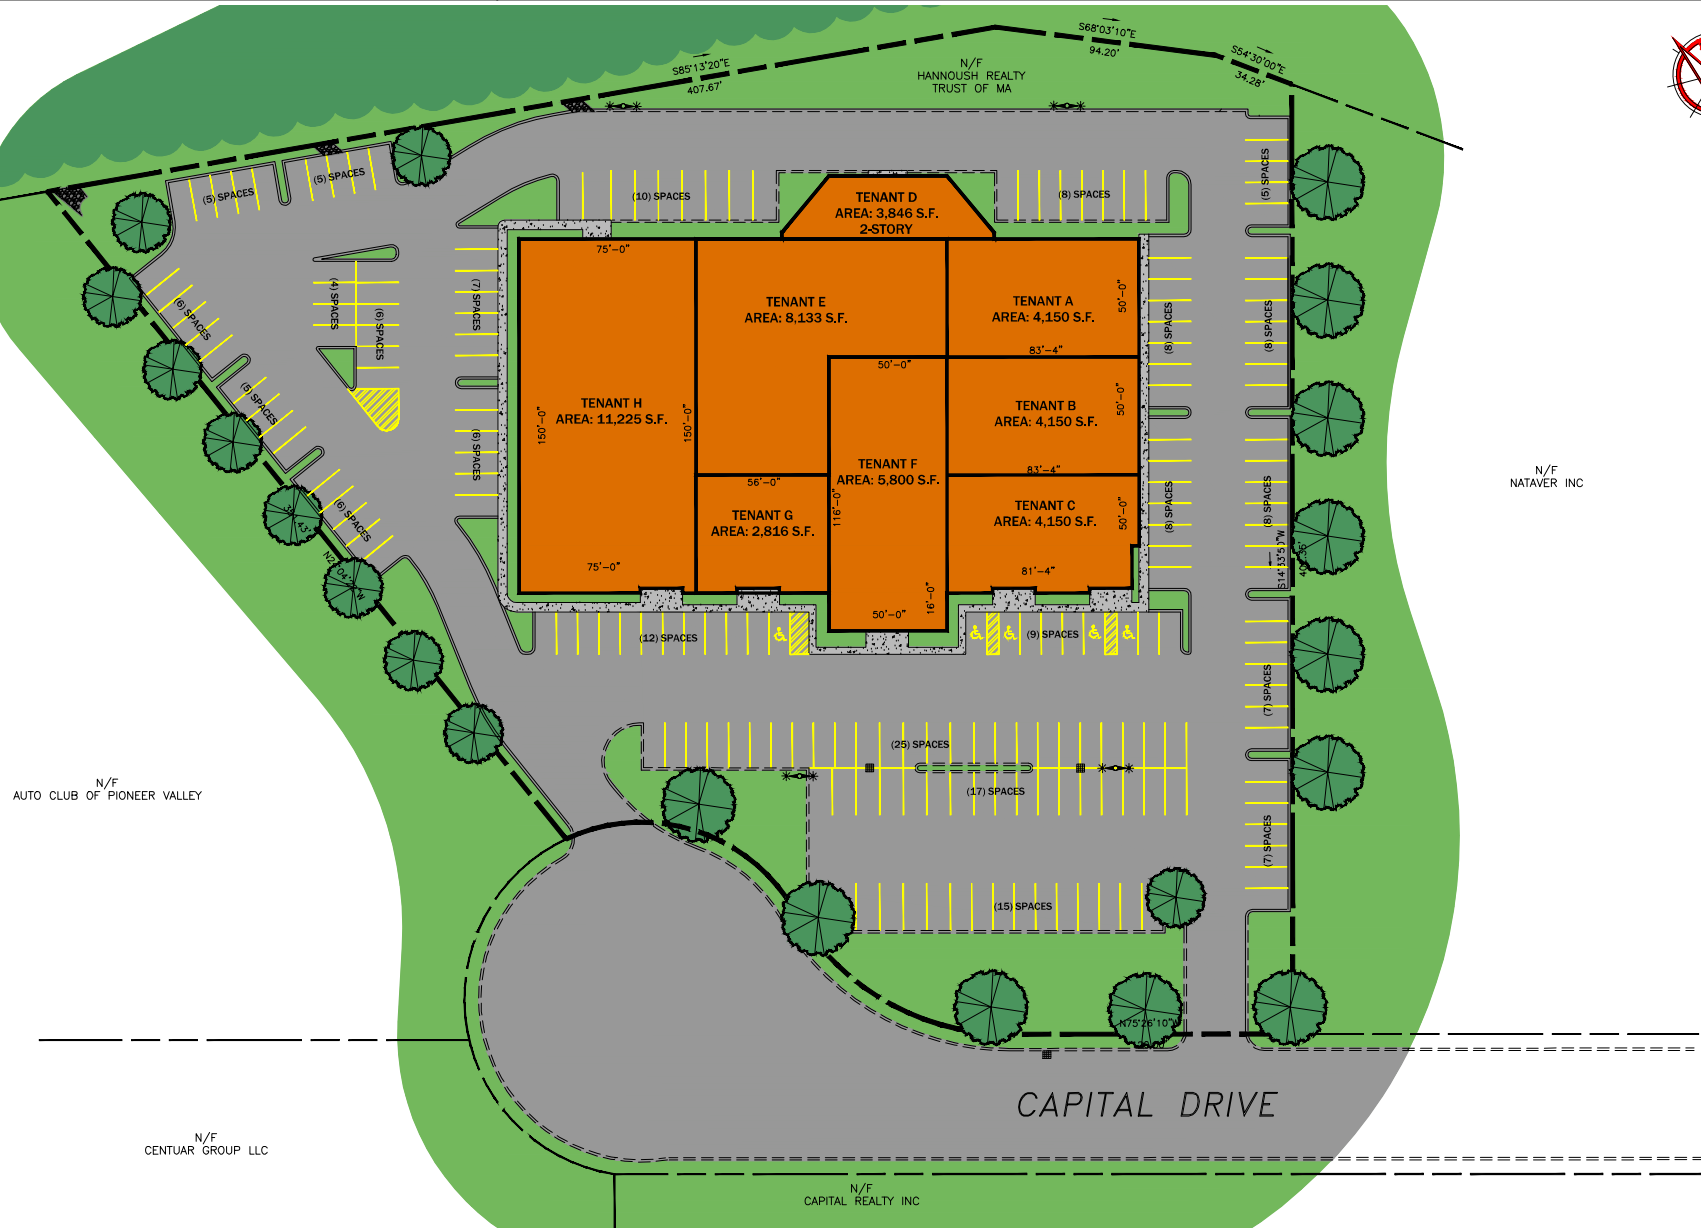 S68°03'10"E
94.20'
S54°30'00"E
34.28'
S85°13'20"E
407.67'
N/F
HANNOUSH REALTY
TRUST OF MA
(5) SPACES
(5) SPACES
(10) SPACES
(8) SPACES
(5) SPACES
TENANT D
AREA: 3,846 S.F.
2-STORY
75'-0"
TENANT E
AREA: 8,133 S.F.
TENANT A
AREA: 4,150 S.F.
50'-0"
83'-4"
(6) SPACES
(4) SPACES
(6) SPACES
(7) SPACES
(8) SPACES
(8) SPACES
50'-0"
TENANT H
AREA: 11,225 S.F.
150'-0"
150'-0"
TENANT B
AREA: 4,150 S.F.
50'-0"
83'-4"
(5) SPACES
(6) SPACES
TENANT F
AREA: 5,800 S.F.
116'-0"
56'-0"
TENANT G
AREA: 2,816 S.F.
TENANT C
AREA: 4,150 S.F.
50'-0"
81'-4"
(6) SPACES
(8) SPACES
(8) SPACES
N/F
NATAVER INC
S14°33'50"W
75'-0"
50'-0"
16'-0"
(12) SPACES
(9) SPACES
(7) SPACES
(25) SPACES
(17) SPACES
N/F
AUTO CLUB OF PIONEER VALLEY
(7) SPACES
(15) SPACES
N75°26'10"
CAPITAL DRIVE
N/F
CENTUAR GROUP LLC
N/F
CAPITAL REALTY INC